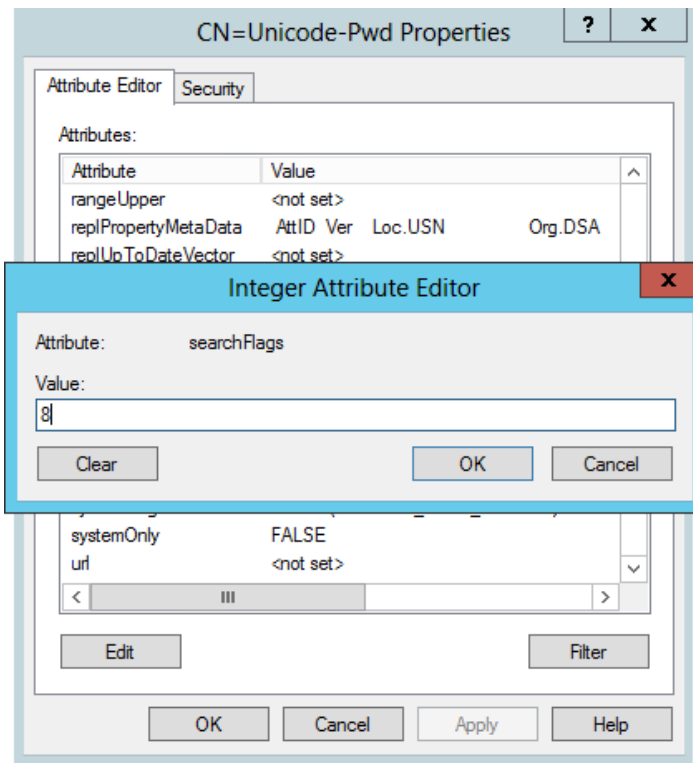 CN=Unicode-Pwd Properties ? x
Attribute Editor Security
Attributes:
Attribute Value
rangeUpper <not set>
replPropertyMetaData AttID Ver Loc.USN Org.DSA
replUpToDateVector <not set>
Integer Attribute Editor x
Attribute: searchFlags
Value:
8
Clear OK Cancel
systemOnly FALSE
url <not set>
Edit Filter
OK Cancel Apply Help